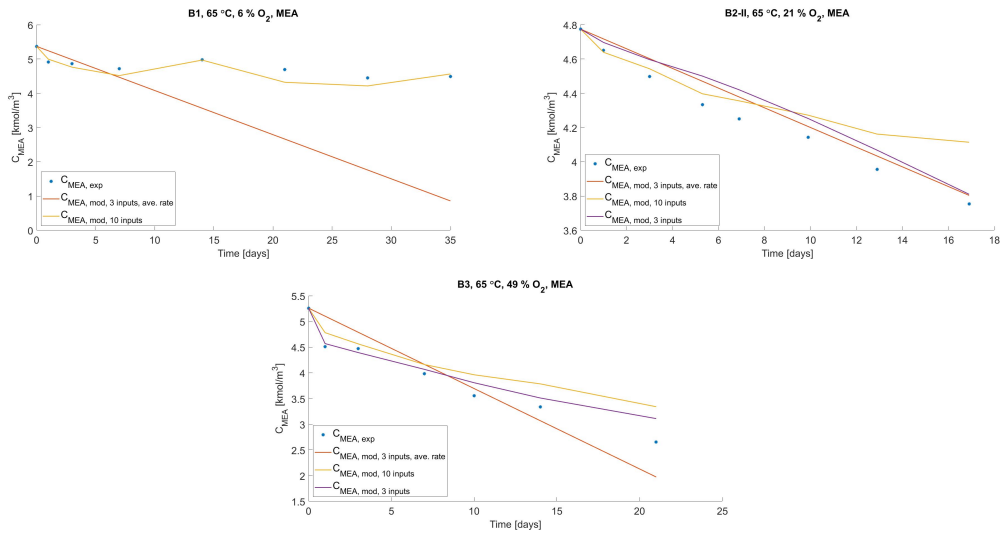 B1, 65 °C, 6 % O2, MEA
6
5
4
3
2
1
0
CMEA [kmol/m3]
CMEA, exp
CMEA, mod, 3 inputs, ave. rate
CMEA, mod, 10 inputs
0 5 10 15 20 25 30 35
Time [days]
B2-II, 65 °C, 21 % O2, MEA
4.8
4.6
4.4
4.2
4
3.8
3.6
CMEA [kmol/m3]
CMEA, exp
CMEA, mod, 3 inputs, ave. rate
CMEA, mod, 10 inputs
CMEA, mod, 3 inputs
0 2 4 6 8 10 12 14 16 18
Time [days]
B3, 65 °C, 49 % O2, MEA
5.5
5
4.5
4
3.5
3
2.5
2
1.5
CMEA [kmol/m3]
CMEA, exp
CMEA, mod, 3 inputs, ave. rate
CMEA, mod, 10 inputs
CMEA, mod, 3 inputs
0 5 10 15 20 25
Time [days]